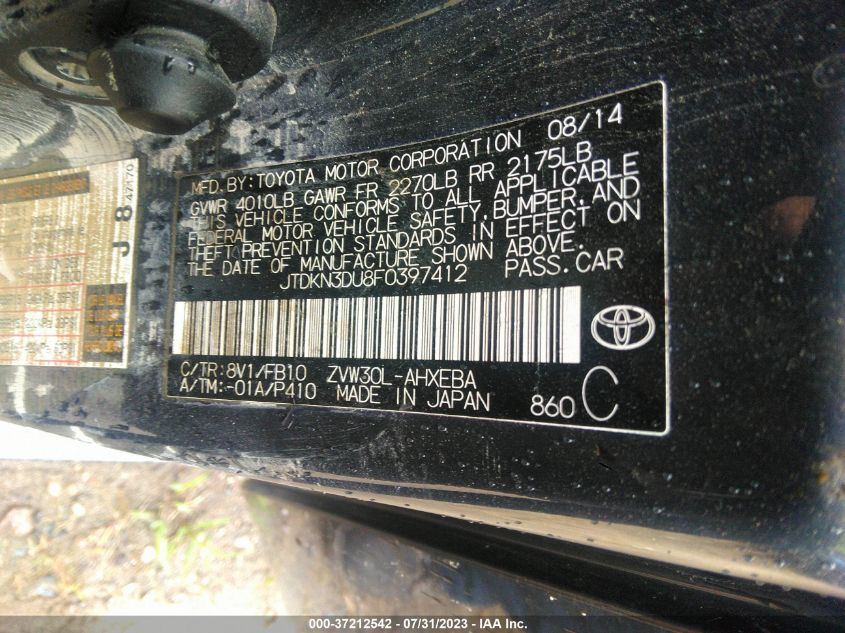 MFD. BY: TOYOTA MOTOR CORPORATION 08/14
GVWR 4010LB GAWR FR 2270LB RR 2175LB
THIS VEHICLE CONFORMS TO ALL APPLICABLE
FEDERAL MOTOR VEHICLE SAFETY, BUMPER, AND
THEFT PREVENTION STANDARDS IN EFFECT ON
THE DATE OF MANUFACTURE SHOWN ABOVE.
JTDKN3DU8F0397412 PASS. CAR
C/TR: 8V1/FB10 ZVW30L-AHXEBA
A/TM: -01A/P410 MADE IN JAPAN 860 C
J 8
47170
000-37212542 - 07/31/2023 - IAA Inc.